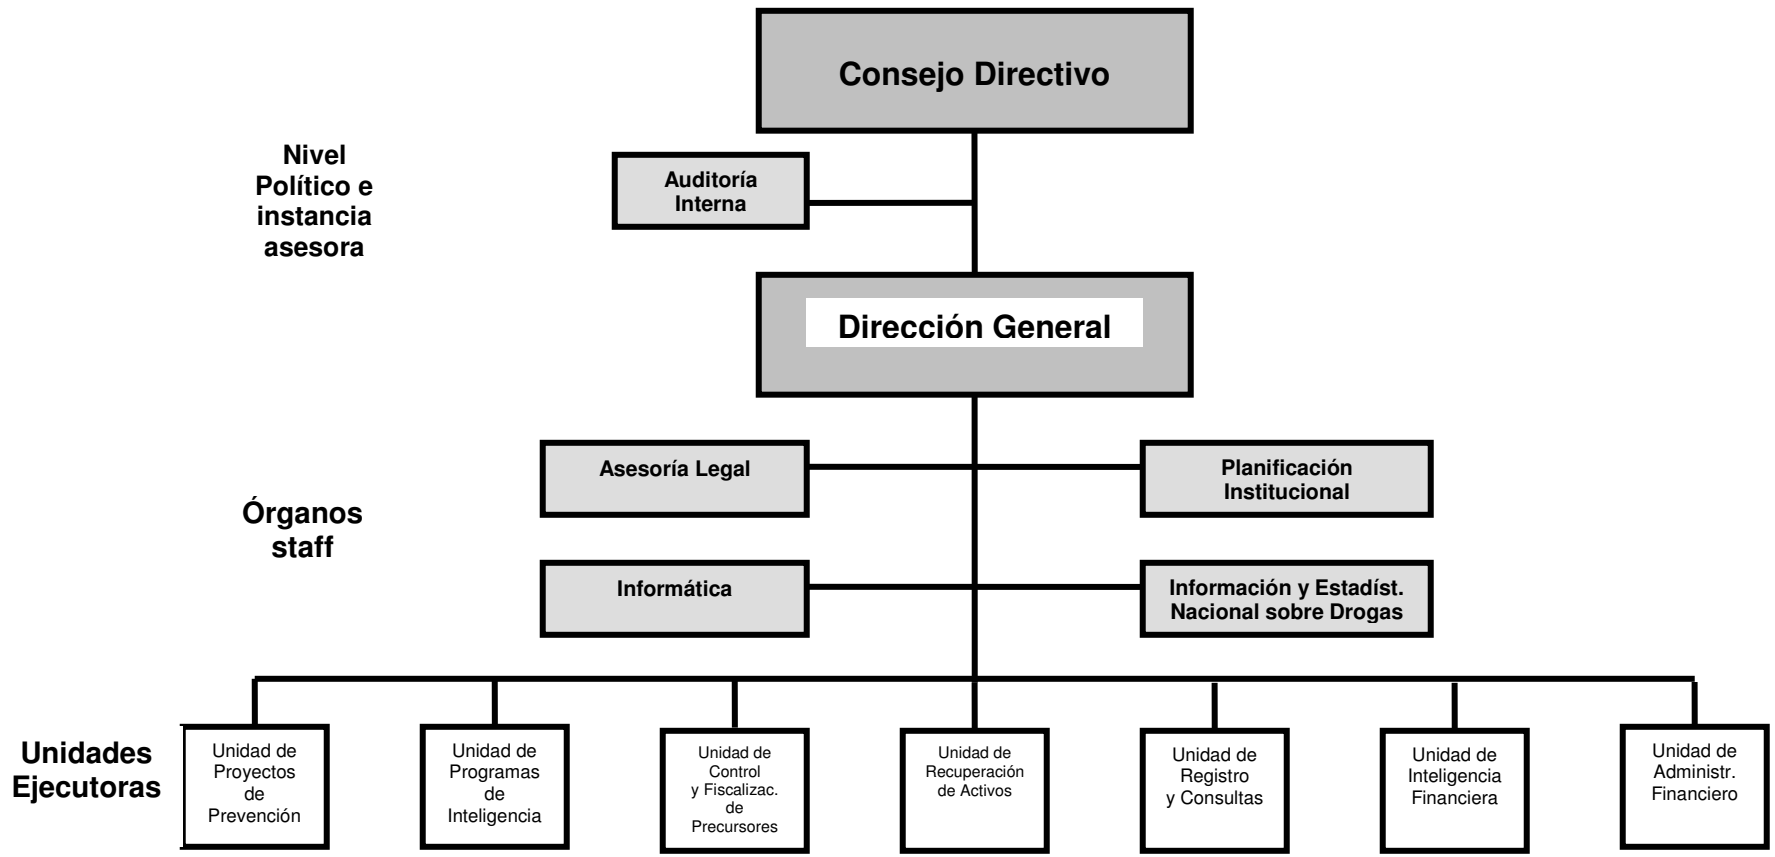 Consejo Directivo
Nivel
Político e
instancia
asesora
Auditoría
Interna
Dirección General
Órganos
staff
Asesoría Legal
Planificación
Institucional
Informática
Información y Estadíst.
Nacional sobre Drogas
Unidades
Ejecutoras
Unidad de
Proyectos
de
Prevención
Unidad de
Programas
de
Inteligencia
Unidad de
Control
y Fiscalizac.
de
Precursores
Unidad de
Recuperación
de Activos
Unidad de
Registro
y Consultas
Unidad de
Inteligencia
Financiera
Unidad de
Administr.
Financiero